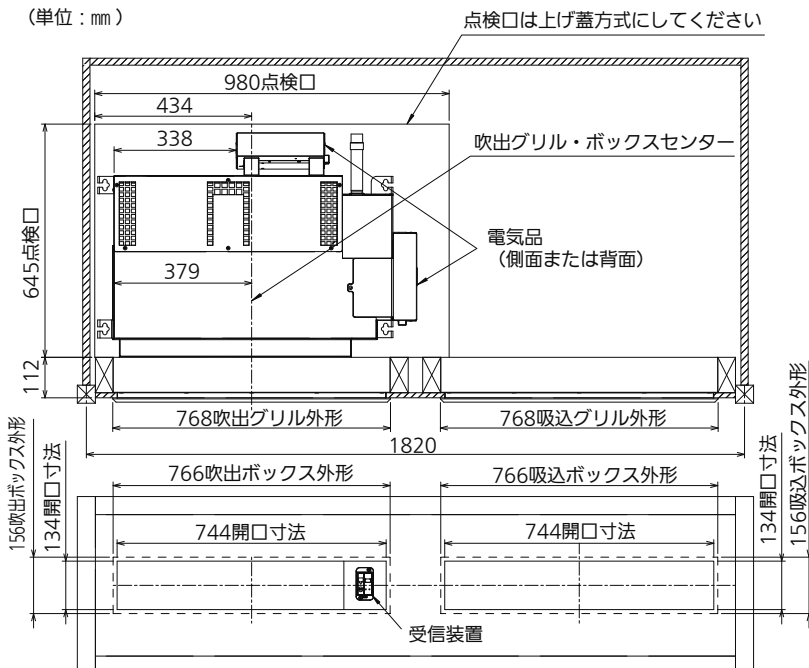 （単位：㎜）
点検口は上げ蓋方式にしてください
980点検口
434
338
吹出グリル・ボックスセンター
645点検口
電気品
（側面または背面）
379
112
768吹出グリル外形
768吸込グリル外形
1820
156吹出ボックス外形
134開口寸法
766吹出ボックス外形
766吸込ボックス外形
134開口寸法
156吸込ボックス外形
744開口寸法
744開口寸法
受信装置